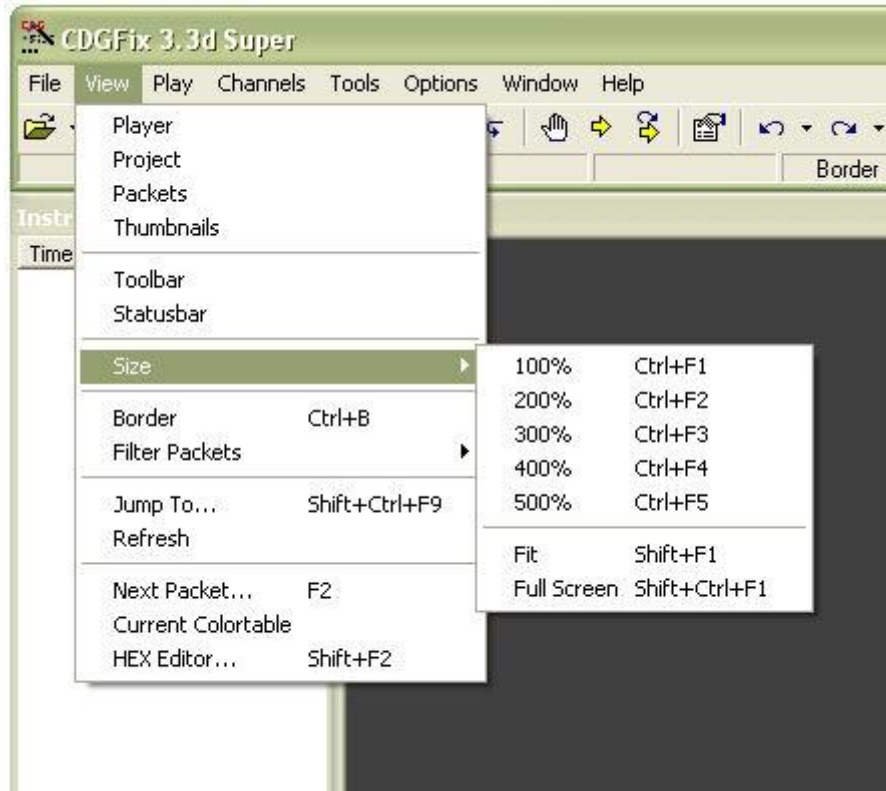 CDG
CDGFix 3.3d Super
File View Play Channels Tools Options Window Help
Border
Instr
Time
Player
Project
Packets
Thumbnails
Toolbar
Statusbar
Size
Border Ctrl+B
Filter Packets
Jump To... Shift+Ctrl+F9
Refresh
Next Packet... F2
Current Colortable
HEX Editor... Shift+F2
100% Ctrl+F1
200% Ctrl+F2
300% Ctrl+F3
400% Ctrl+F4
500% Ctrl+F5
Fit Shift+F1
Full Screen Shift+Ctrl+F1